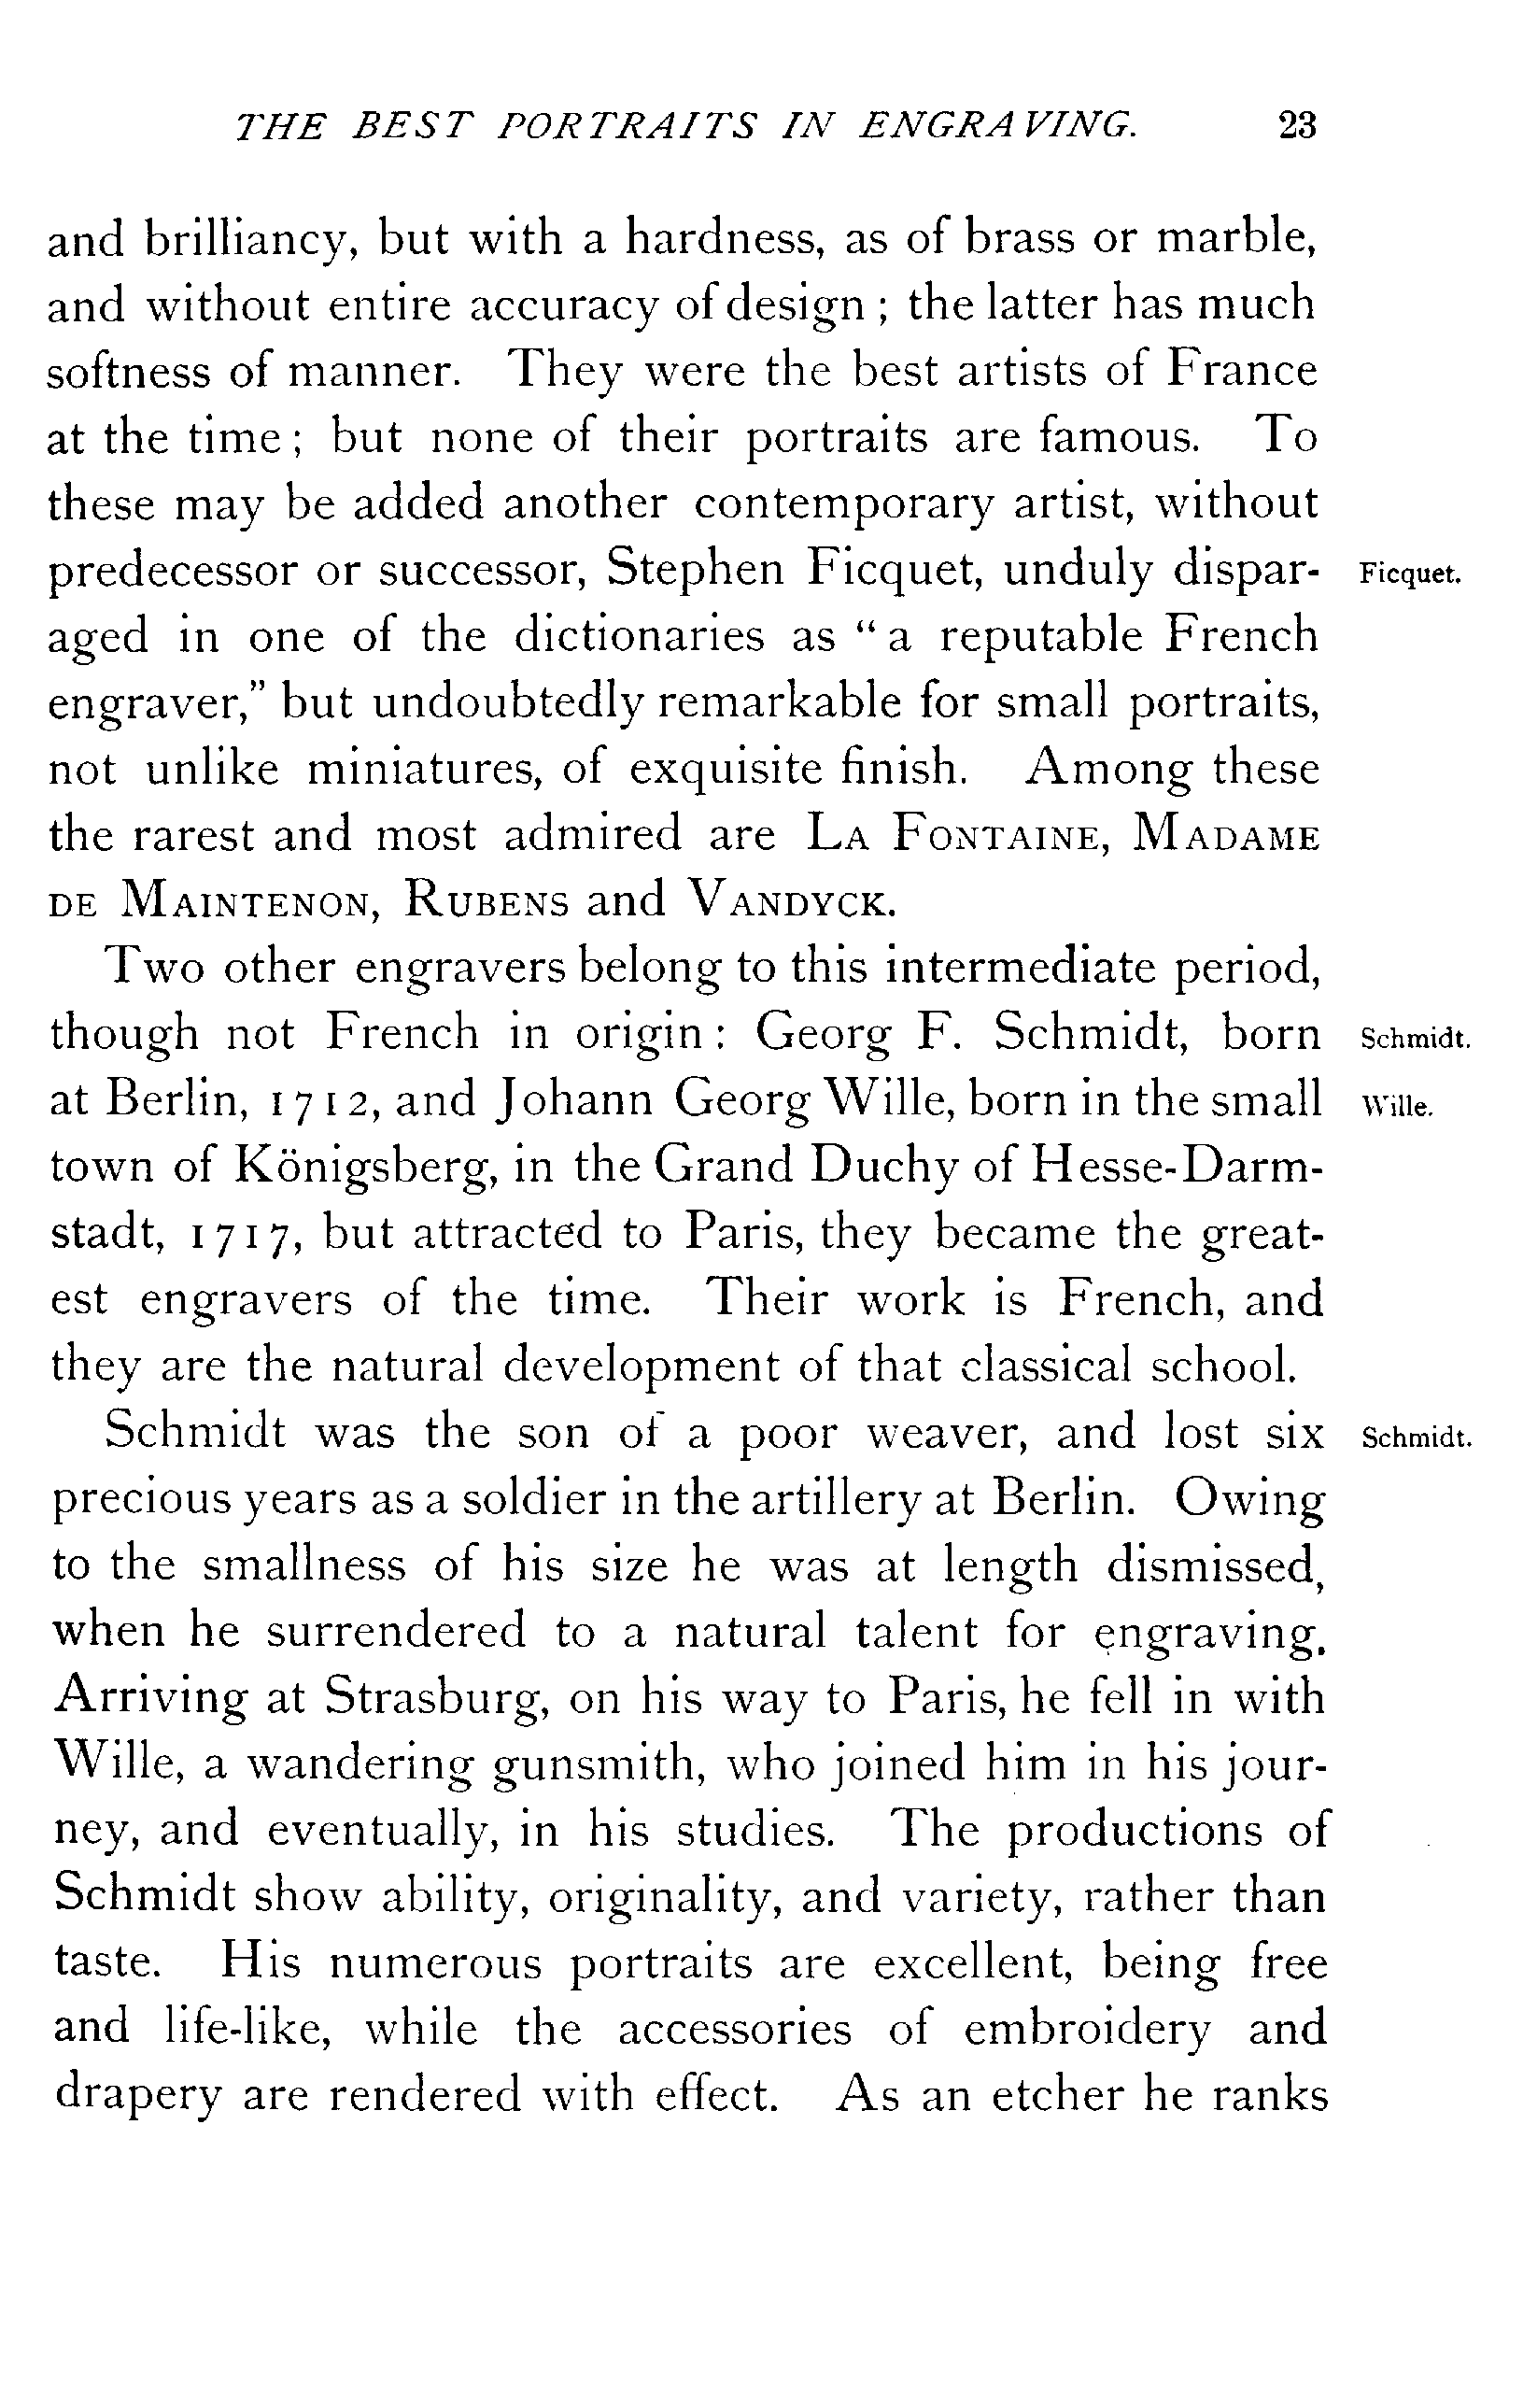 THE BEST PORTRAITS IN ENGRAVING. 23
and brilliancy, but with a hardness, as of brass or marble,
and without entire accuracy of design ; the latter has much
softness of manner. They were the best artists of France
at the time ; but none of their portraits are famous. To
these may be added another contemporary artist, without
predecessor or successor, Stephen Ficquet, unduly dispar- Ficquet.
aged in one of the dictionaries as “ a reputable French
engraver,” but undoubtedly remarkable for small portraits,
not unlike miniatures, of exquisite finish. Among these
the rarest and most admired are LA FONTAINE, MADAME
DE MAINTENON, RUBENS and VANDYCK.
Two other engravers belong to this intermediate period,
though not French in origin : Georg F. Schmidt, born Schmidt.
at Berlin, 1712, and Johann Georg Wille, born in the small Wille.
town of Königsberg, in the Grand Duchy of Hesse-Darm-
stadt, 1717, but attracted to Paris, they became the great-
est engravers of the time. Their work is French, and
they are the natural development of that classical school.
Schmidt was the son of a poor weaver, and lost six Schmidt.
precious years as a soldier in the artillery at Berlin. Owing
to the smallness of his size he was at length dismissed,
when he surrendered to a natural talent for engraving.
Arriving at Strasburg, on his way to Paris, he fell in with
Wille, a wandering gunsmith, who joined him in his jour-
ney, and eventually, in his studies. The productions of
Schmidt show ability, originality, and variety, rather than
taste. His numerous portraits are excellent, being free
and life-like, while the accessories of embroidery and
drapery are rendered with effect. As an etcher he ranks